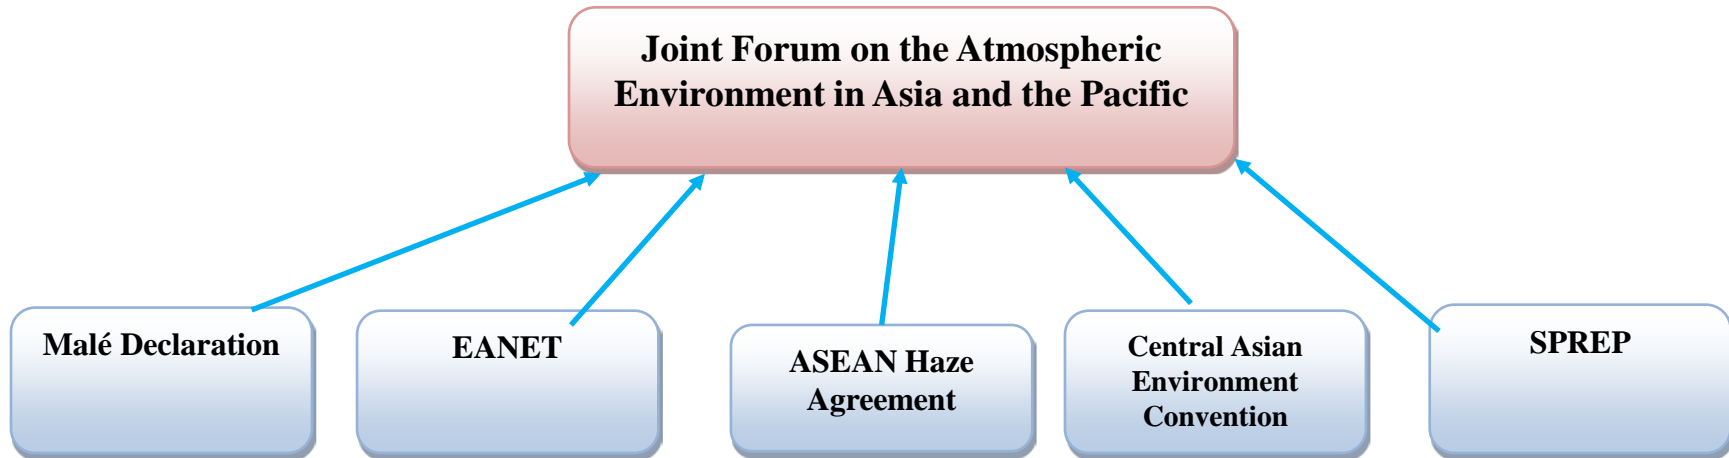 Joint Forum on the Atmospheric
Environment in Asia and the Pacific
Malé Declaration
EANET
ASEAN Haze
Agreement
Central Asian
Environment
Convention
SPREP